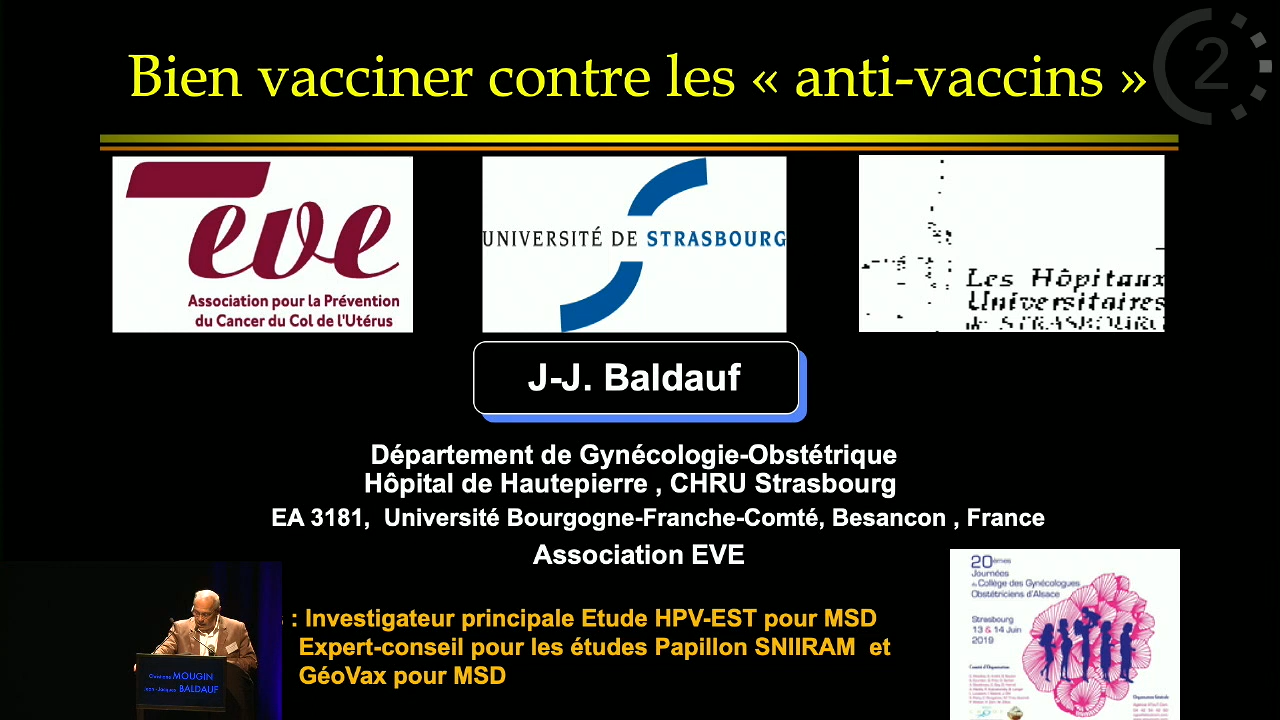 Bien vacciner contre les « anti-vaccins »
2
eve
Association pour la Prévention
du Cancer du Col de l'Utérus
UNIVERSITÉ DE STRASBOURG
Les Hôpitaux
Universitaires
de STRASBOURG
J-J. Baldauf
Département de Gynécologie-Obstétrique
Hôpital de Hautepierre , CHRU Strasbourg
EA 3181, Université Bourgogne-Franche-Comté, Besancon , France
Association EVE
: Investigateur principale Etude HPV-EST pour MSD
Expert-conseil pour les études Papillon SNIIRAM et
GéoVax pour MSD
MOUGIN
BALDAUF
20èmes
Journées
du Collège des Gynécologues
Obstétriciens d'Alsace
Strasbourg
13 & 14 Juin
2019